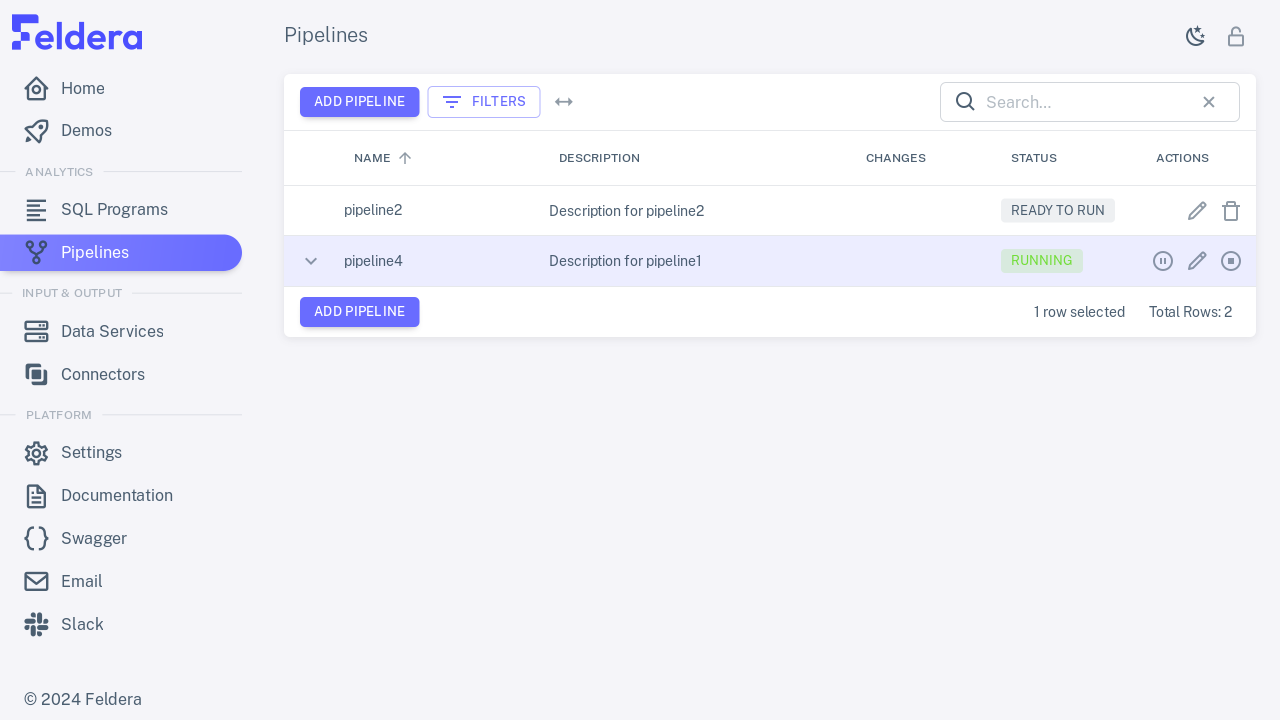 Feldera
Pipelines
Home
Demos
ANALYTICS
SQL Programs
Pipelines
INPUT & OUTPUT
Data Services
Connectors
PLATFORM
Settings
Documentation
Swagger
Email
Slack
© 2024 Feldera
ADD PIPELINE
FILTERS
Search...
NAME
DESCRIPTION
CHANGES
STATUS
ACTIONS
pipeline2
Description for pipeline2
READY TO RUN
pipeline4
Description for pipeline1
RUNNING
ADD PIPELINE
1 row selected
Total Rows: 2